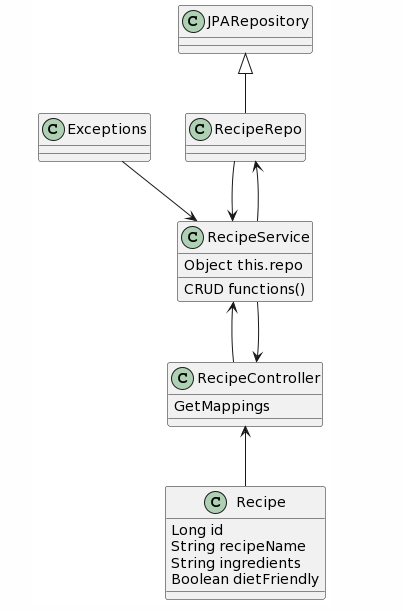 C JPARepository
C Exceptions
C RecipeRepo
C RecipeService
Object this.repo
CRUD functions()
C RecipeController
GetMappings
C Recipe
Long id
String recipeName
String ingredients
Boolean dietFriendly